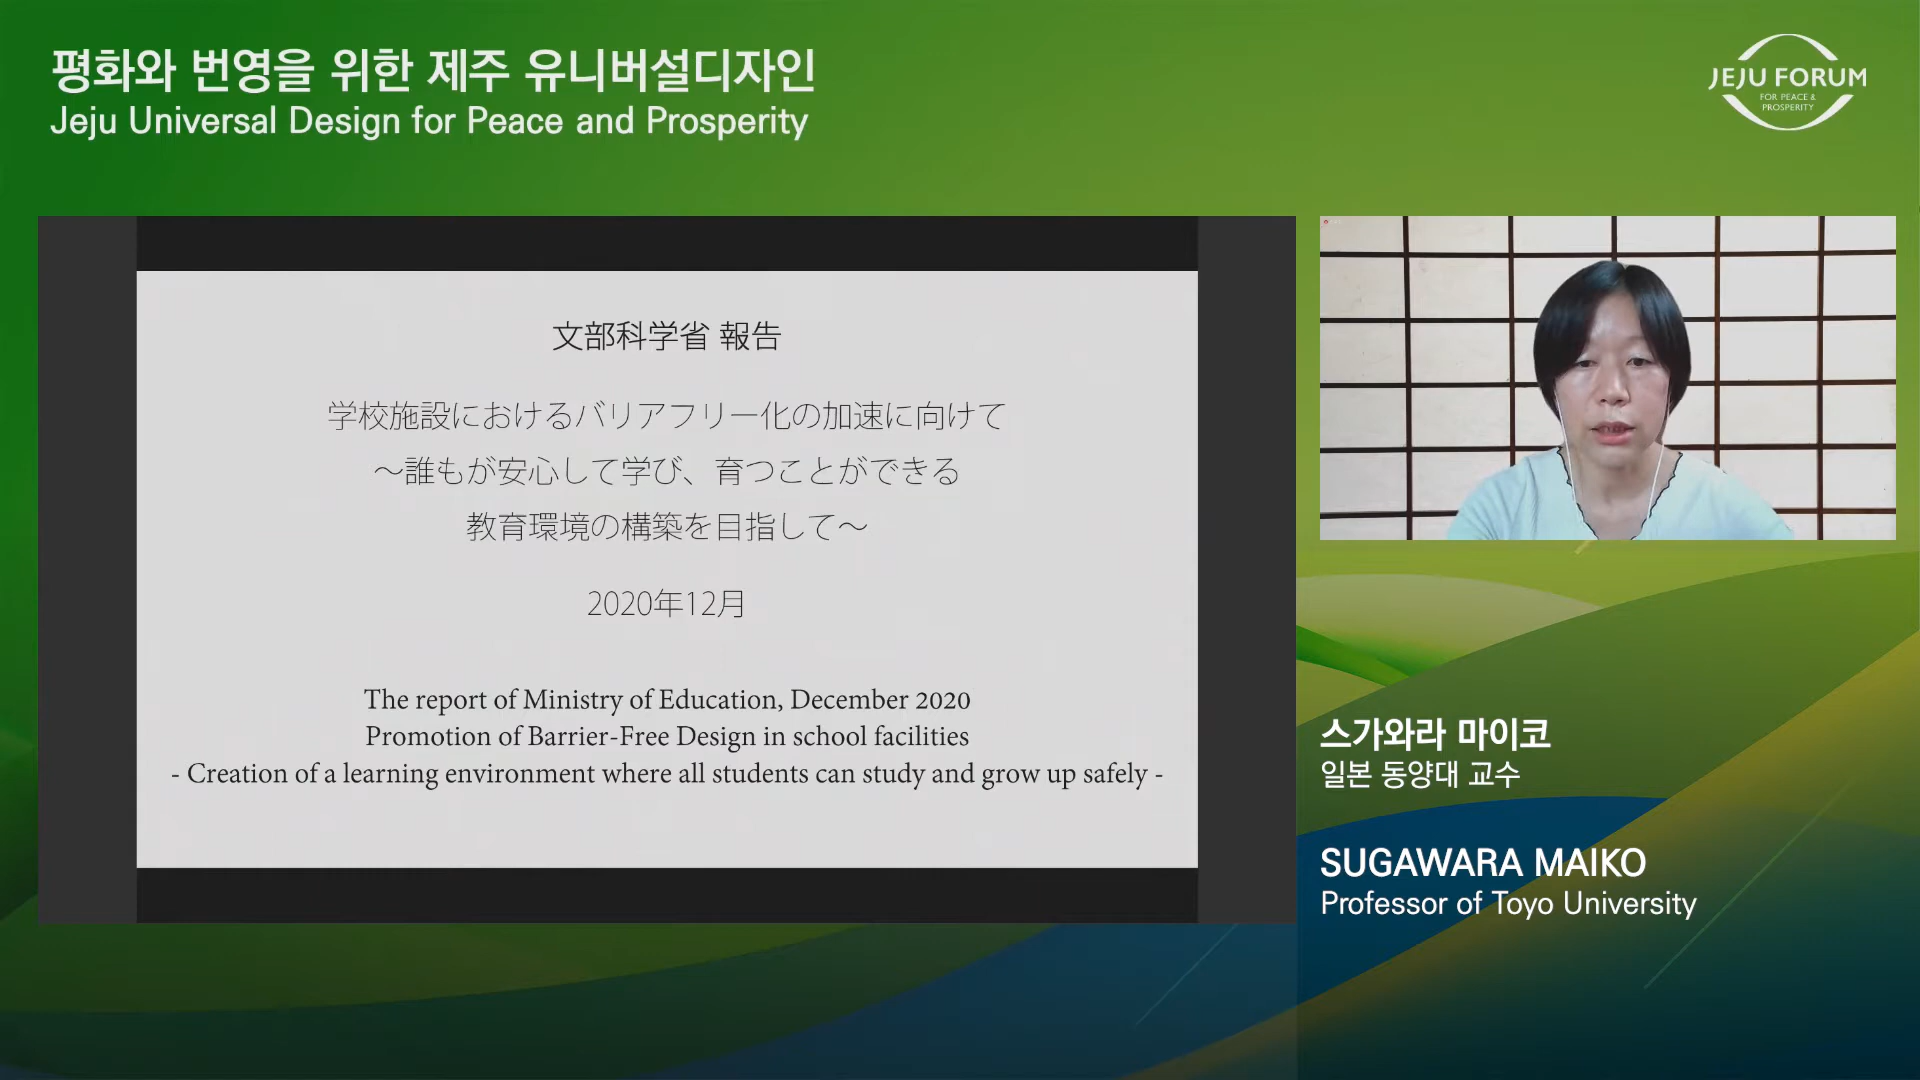 평화와 번영을 위한 제주 유니버설디자인
Jeju Universal Design for Peace and Prosperity
JEJU FORUM
FOR PEACE &
PROSPERITY
文部科学省 報告
学校施設におけるバリアフリー化の加速に向けて
～誰もが安心して学び、育つことができる
教育環境の構築を目指して～
2020年12月
The report of Ministry of Education, December 2020
Promotion of Barrier-Free Design in school facilities
- Creation of a learning environment where all students can study and grow up safely -
스가와라 마이코
일본 동양대 교수
SUGAWARA MAIKO
Professor of Toyo University